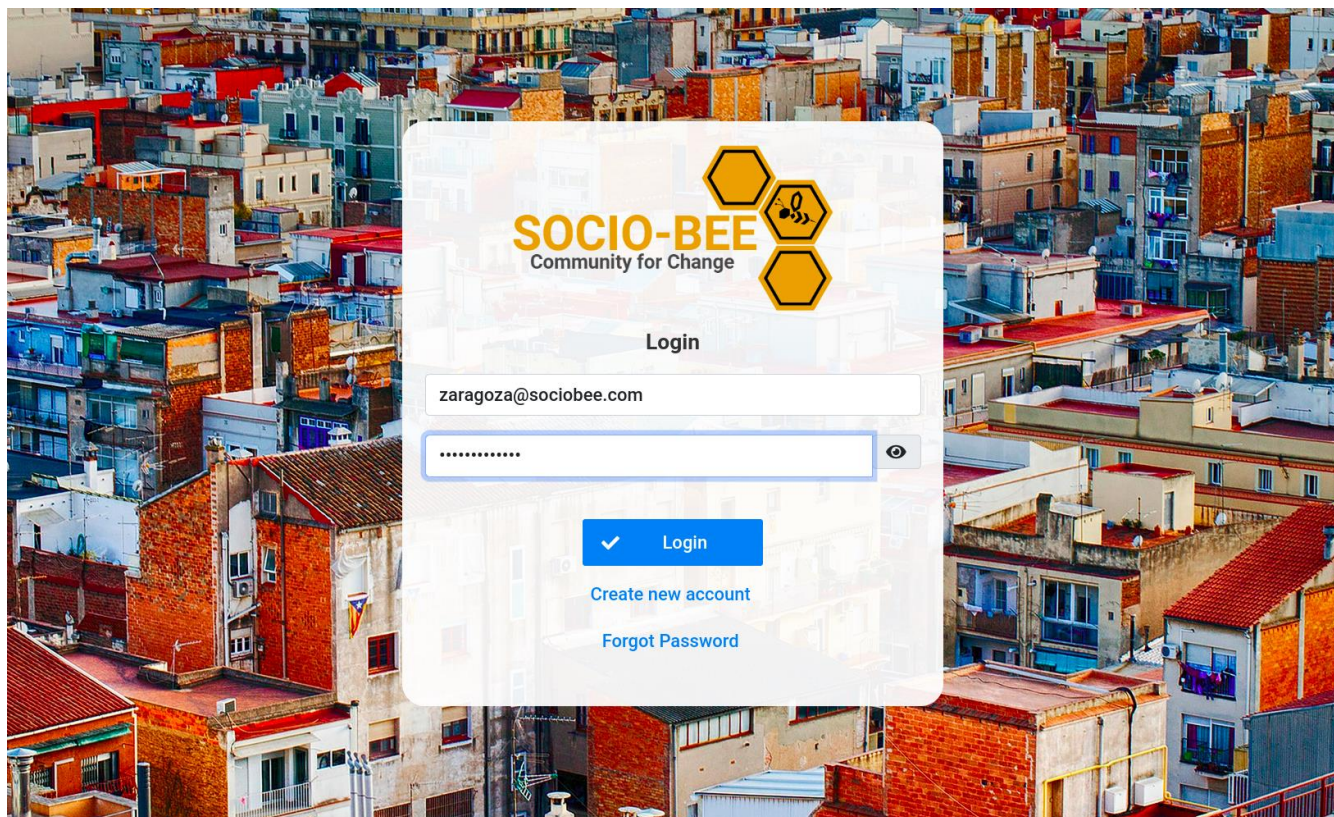 SOCIO-BEE
Community for Change
Login
zaragoza@sociobee.com
•••••••••••••
Login
Create new account
Forgot Password